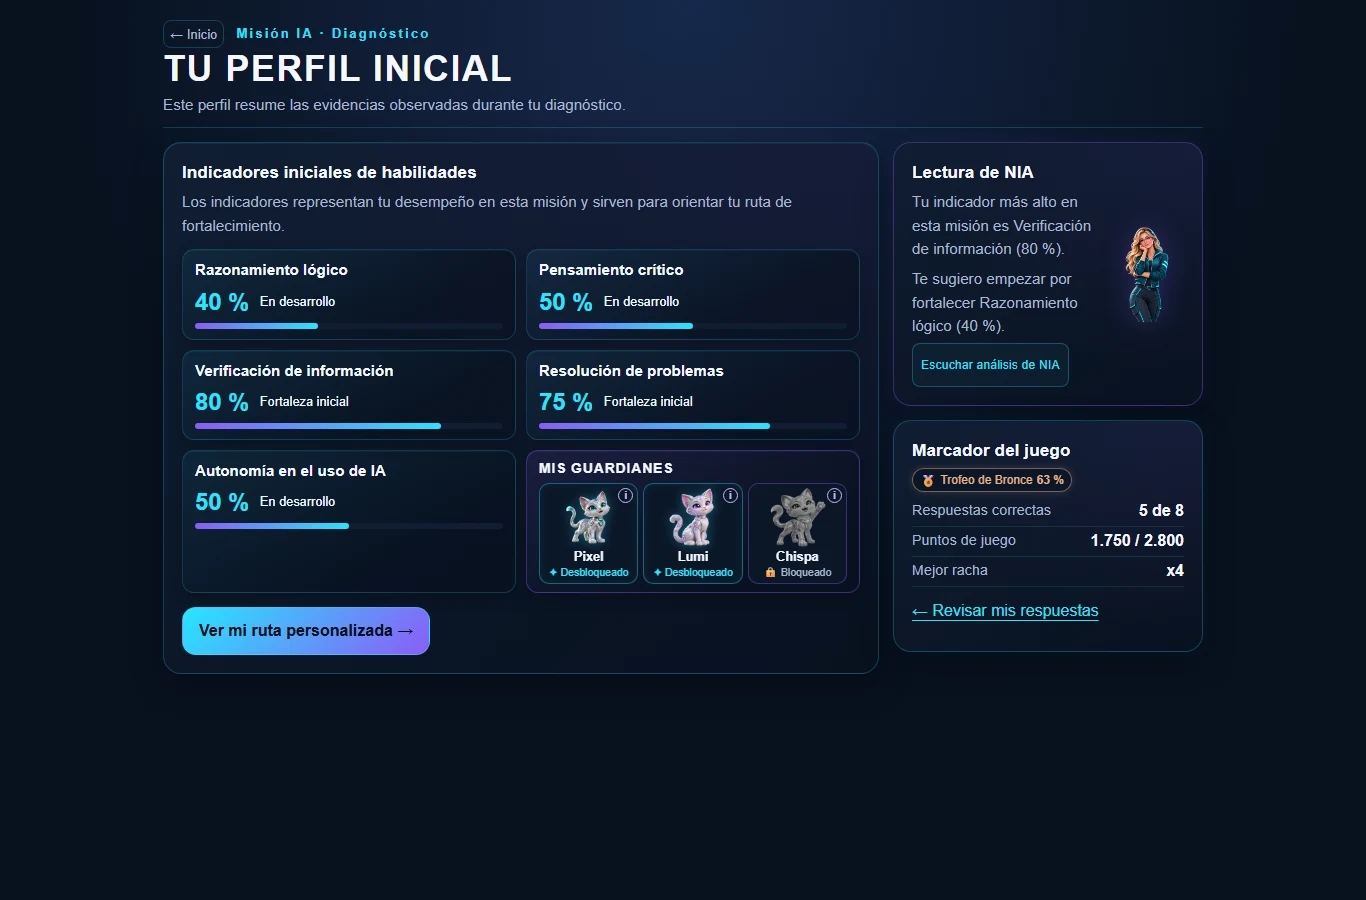 ← Inicio
Misión IA · Diagnóstico
TU PERFIL INICIAL
Este perfil resume las evidencias observadas durante tu diagnóstico.
Indicadores iniciales de habilidades
Los indicadores representan tu desempeño en esta misión y sirven para orientar tu ruta de
fortalecimiento.
Razonamiento lógico
40 % En desarrollo
Pensamiento crítico
50 % En desarrollo
Verificación de información
80 % Fortaleza inicial
Resolución de problemas
75 % Fortaleza inicial
Autonomía en el uso de IA
50 % En desarrollo
MIS GUARDIANES
i
Pixel
✦ Desbloqueado
i
Lumi
✦ Desbloqueado
i
Chispa
🔒 Bloqueado
Ver mi ruta personalizada →
Lectura de NIA
Tu indicador más alto en
esta misión es Verificación
de información (80 %).
Te sugiero empezar por
fortalecer Razonamiento
lógico (40 %).
Escuchar análisis de NIA
Marcador del juego
🏅 Trofeo de Bronce 63 %
Respuestas correctas 5 de 8
Puntos de juego 1.750 / 2.800
Mejor racha x4
← Revisar mis respuestas